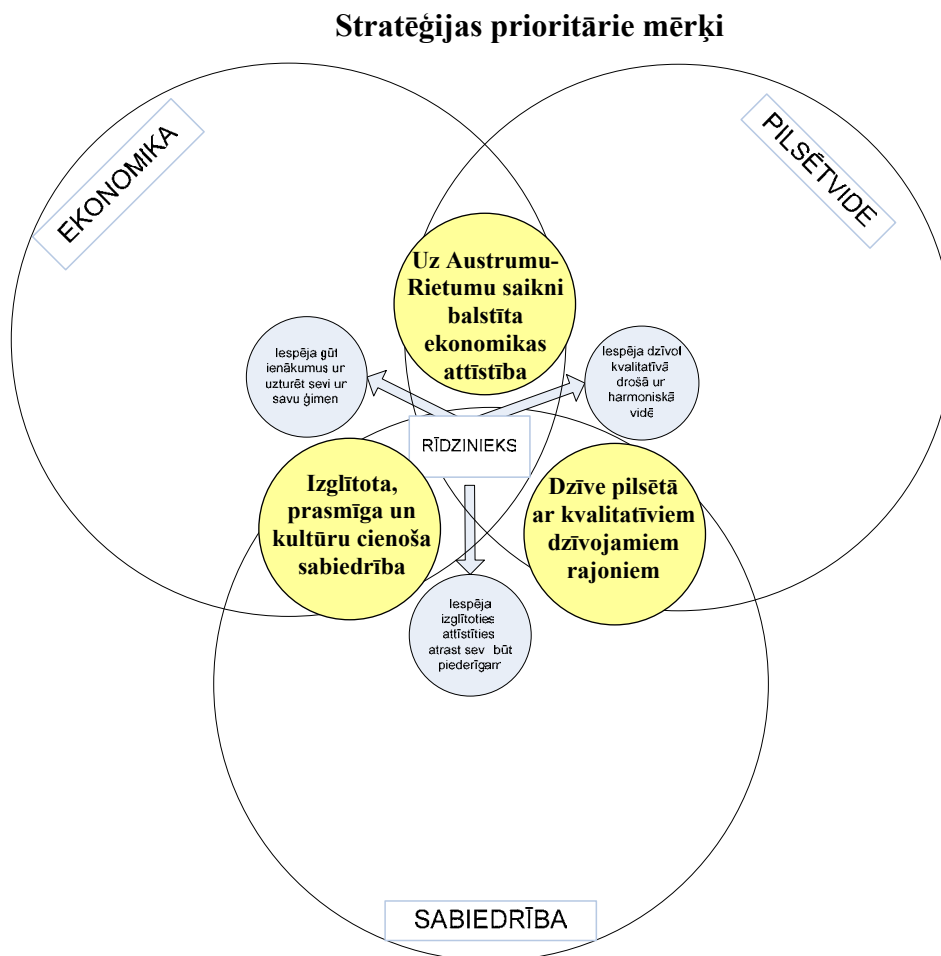 Stratēģijas prioritārie mērķi
EKONOMIKA
PILSĒTVIDE
Uz Austrumu-
Rietumu saikni
balstīta
ekonomikas
attīstība
Iespēja gūt
ienākumus un
uzturēt sevi un
savu ģimen
Iespēja dzīvot
kvalitatīvā
drošā un
harmoniskā
vidē
RĪDZINIEKS
Izglītota,
prasmīga un
kultūru cienoša
sabiedrība
Dzīve pilsētā
ar kvalitatīviem
dzīvojamiem
rajoniem
Iespēja
izglītoties
attīstīties
atrast sev būt
piederīgam
SABIEDRĪBA